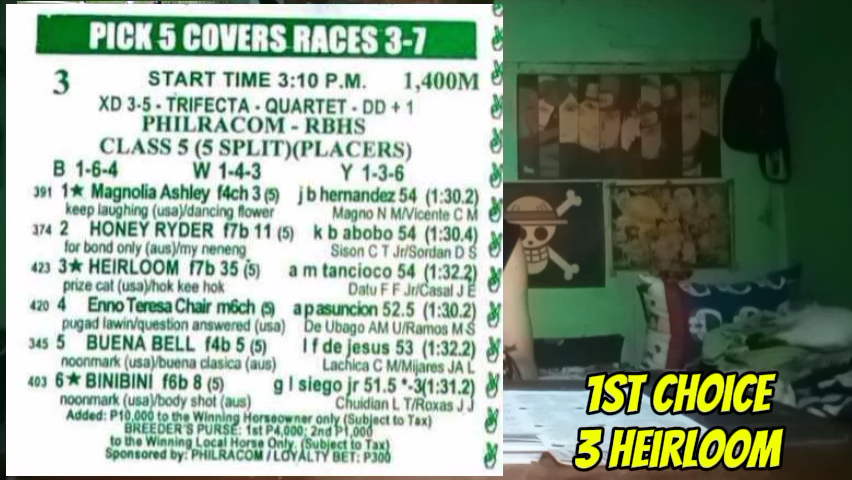 PICK 5 COVERS RACES 3-7
3 START TIME 3:10 P.M. 1,400M
XD 3-5 - TRIFECTA - QUARTET - DD + 1
PHILRACOM - RBHS
CLASS 5 (5 SPLIT)(PLACERS)
B 1-6-4 W 1-4-3 Y 1-3-6
391 1★ Magnolia Ashley f4ch 3 (5) j b hernandez 54 (1:30.2)
keep laughing (usa)/dancing flower Magno N M/Vicente C M
374 2 HONEY RYDER f7b 11 (5) k b abobo 54 (1:30.4)
for bond only (aus)/my neneng Sison C T Jr/Sordan D S
423 3★ HEIRLOOM f7b 35 (5) a m tancioco 54 (1:32.2)
prize cat (usa)/hok kee hok Datu F F Jr/Casal J E
420 4 Enno Teresa Chair m6ch (5) a p asuncion 52.5 (1:30.2)
pugad lawin/question answered (usa) De Ubago AM U/Ramos M S
345 5 BUENA BELL f4b 5 (5) l f de jesus 53 (1:32.2)
noonmark (usa)/buena clasica (aus) Lachica C M/Mijares JA L
403 6★ BINIBINI f6b 8 (5) g l siego jr 51.5 *-3(1:31.2)
noonmark (usa)/body shot (aus) Chuidian L T/Roxas J J
Added: P10,000 to the Winning Horseowner only (Subject to Tax)
BREEDER'S PURSE: 1st P4,000; 2nd P1,000
to the Winning Local Horse Only. (Subject to Tax)
Sponsored by: PHILRACOM / LOYALTY BET: P300
1ST CHOICE
3 HEIRLOOM